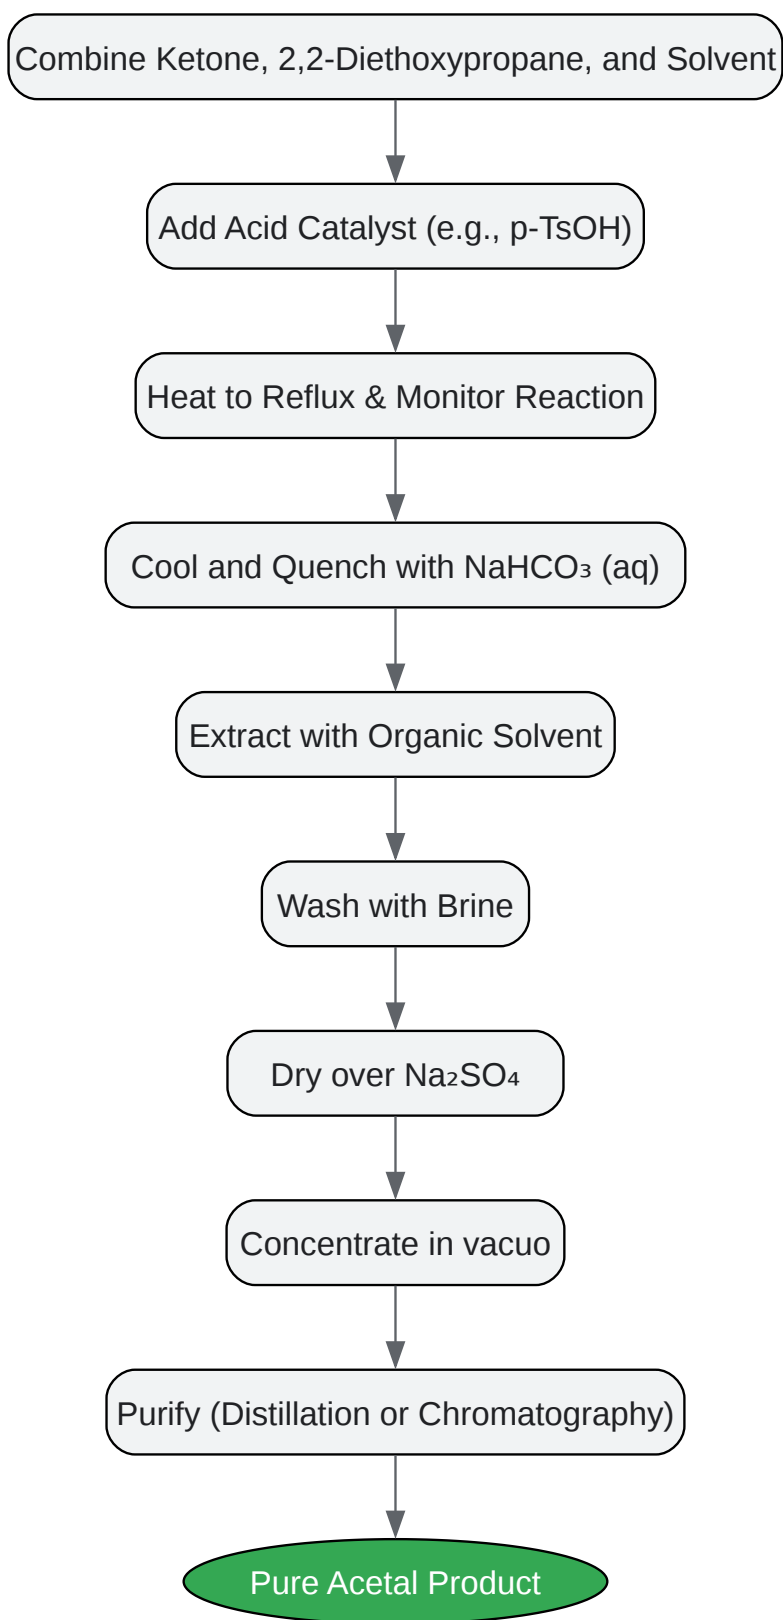 Combine Ketone, 2,2-Diethoxypropane, and Solvent
Add Acid Catalyst (e.g., p-TsOH)
Heat to Reflux & Monitor Reaction
Cool and Quench with NaHCO₃ (aq)
Extract with Organic Solvent
Wash with Brine
Dry over Na₂SO₄
Concentrate in vacuo
Purify (Distillation or Chromatography)
Pure Acetal Product